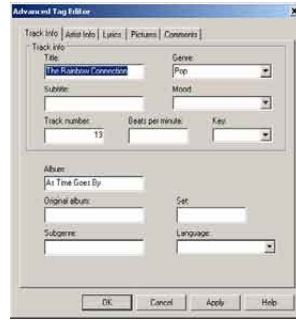 Advanced Tag Editor
Track Info Artist Info Lyrics Pictures Comments
Track info
Title: Genre:
The Rainbow Connection Pop
Subtitle: Mood:
Track number: Beats per minute: Key:
13
Album:
As Time Goes By
Original album: Set:
Subgenre: Language:
OK Cancel Apply Help